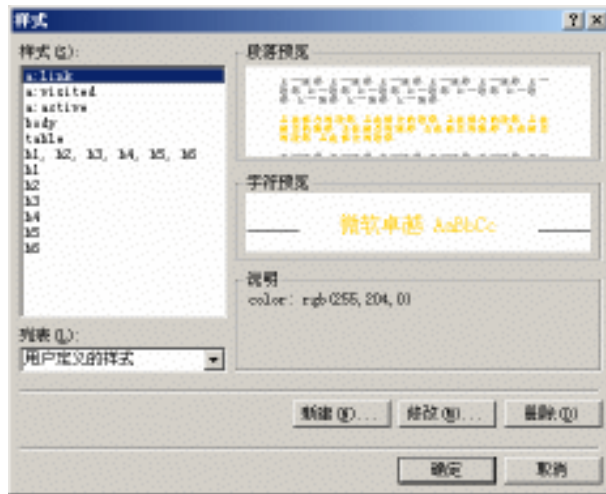 样式
样式(S):
a:link
a:visited
a:active
body
table
h1, h2, h3, h4, h5, h6
h1
h2
h3
h4
h5
h6
列表(L):
用户定义的样式
段落预览
字符预览
微软卓越 AaBbCc
说明
color: rgb(255,204,0)
新建(N)...
修改(M)...
删除(D)
确定
取消